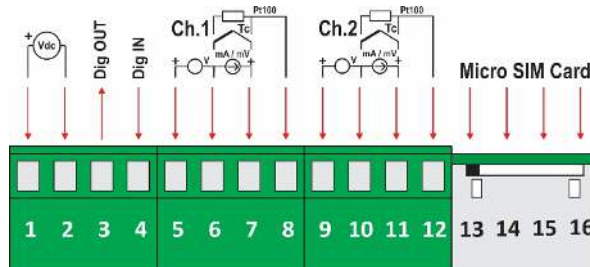 Pt100 Pt100
Ch.1 Tc Ch.2 Tc
+ Vdc Dig OUT Dig IN mA / mV mA / mV
+ V + + V +
Micro SIM Card
1 2 3 4 5 6 7 8 9 10 11 12 13 14 15 16